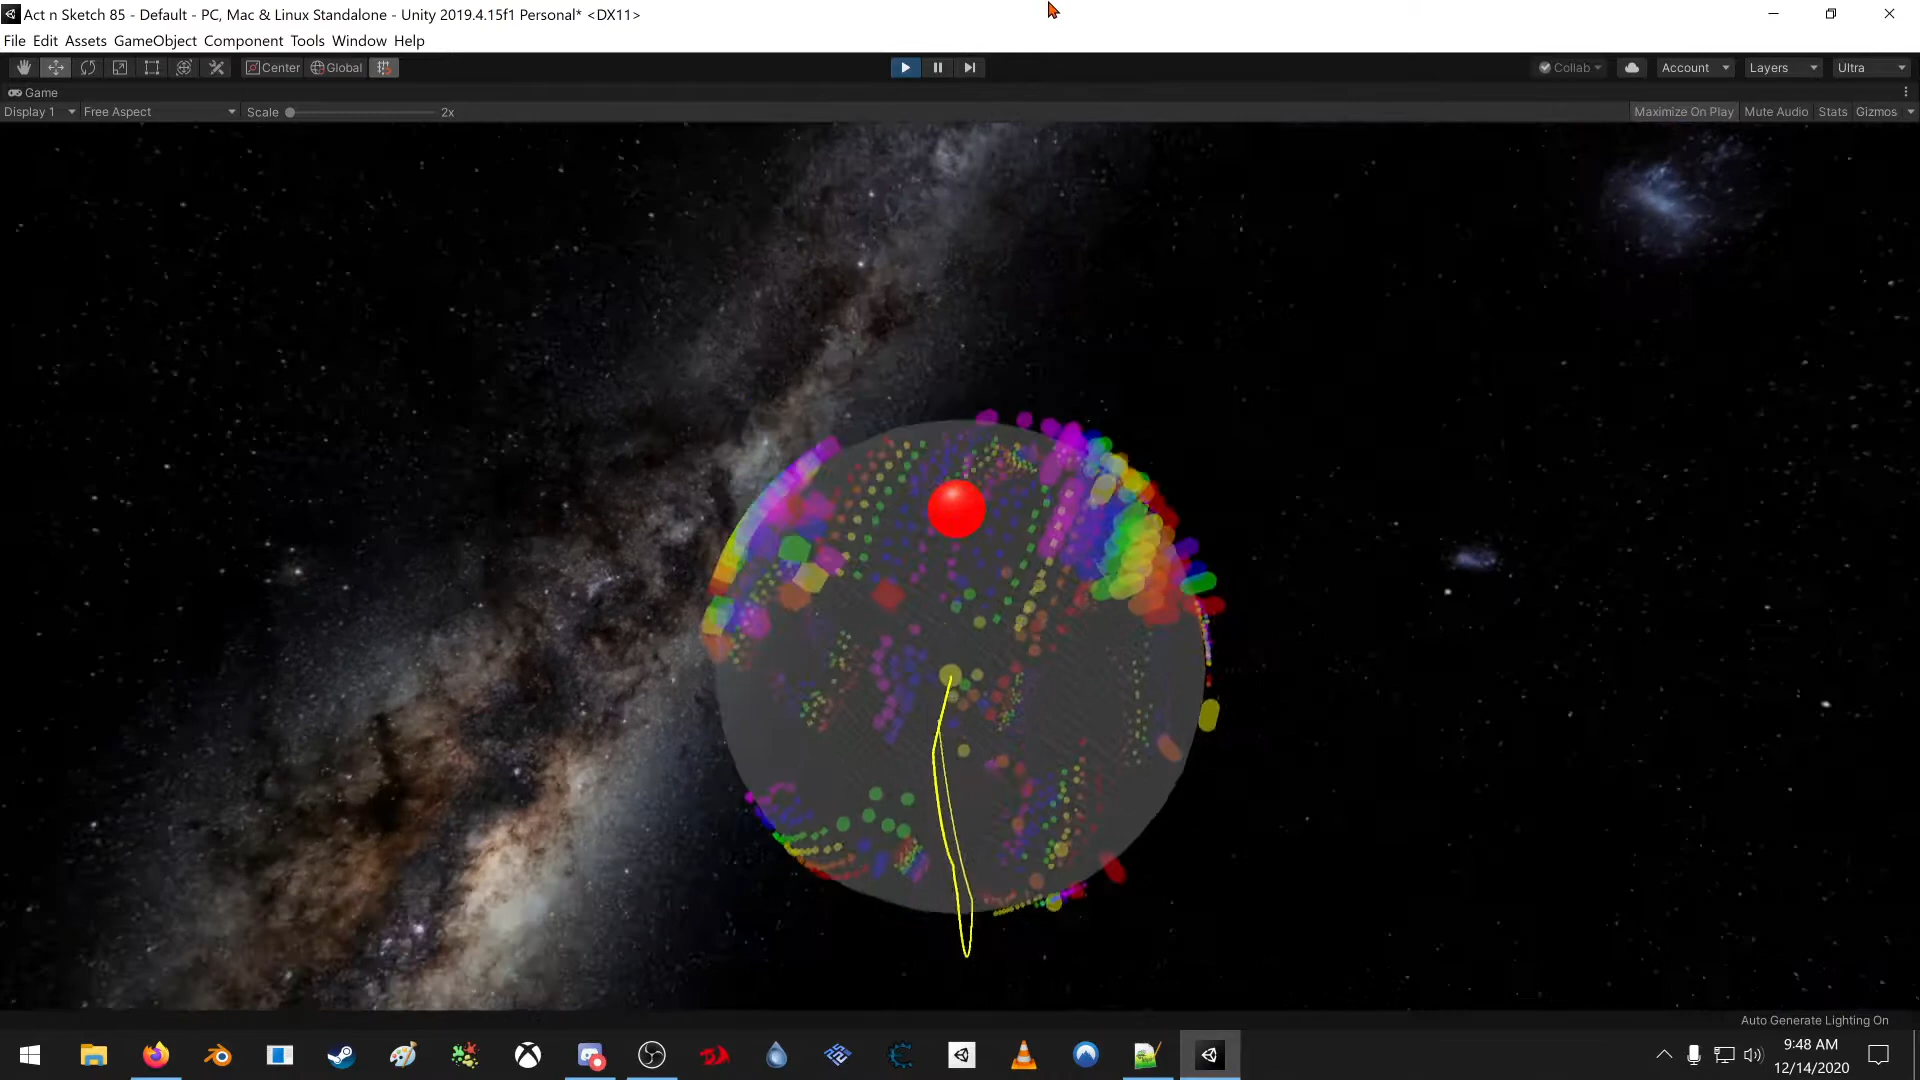 Act n Sketch 85 - Default - PC, Mac & Linux Standalone - Unity 2019.4.15f1 Personal* <DX11>
File Edit Assets GameObject Component Tools Window Help
Center Global Collab Account Layers Ultra
Game
Display 1 Free Aspect Scale 2x Maximize On Play Mute Audio Stats Gizmos
Auto Generate Lighting On
9:48 AM
12/14/2020